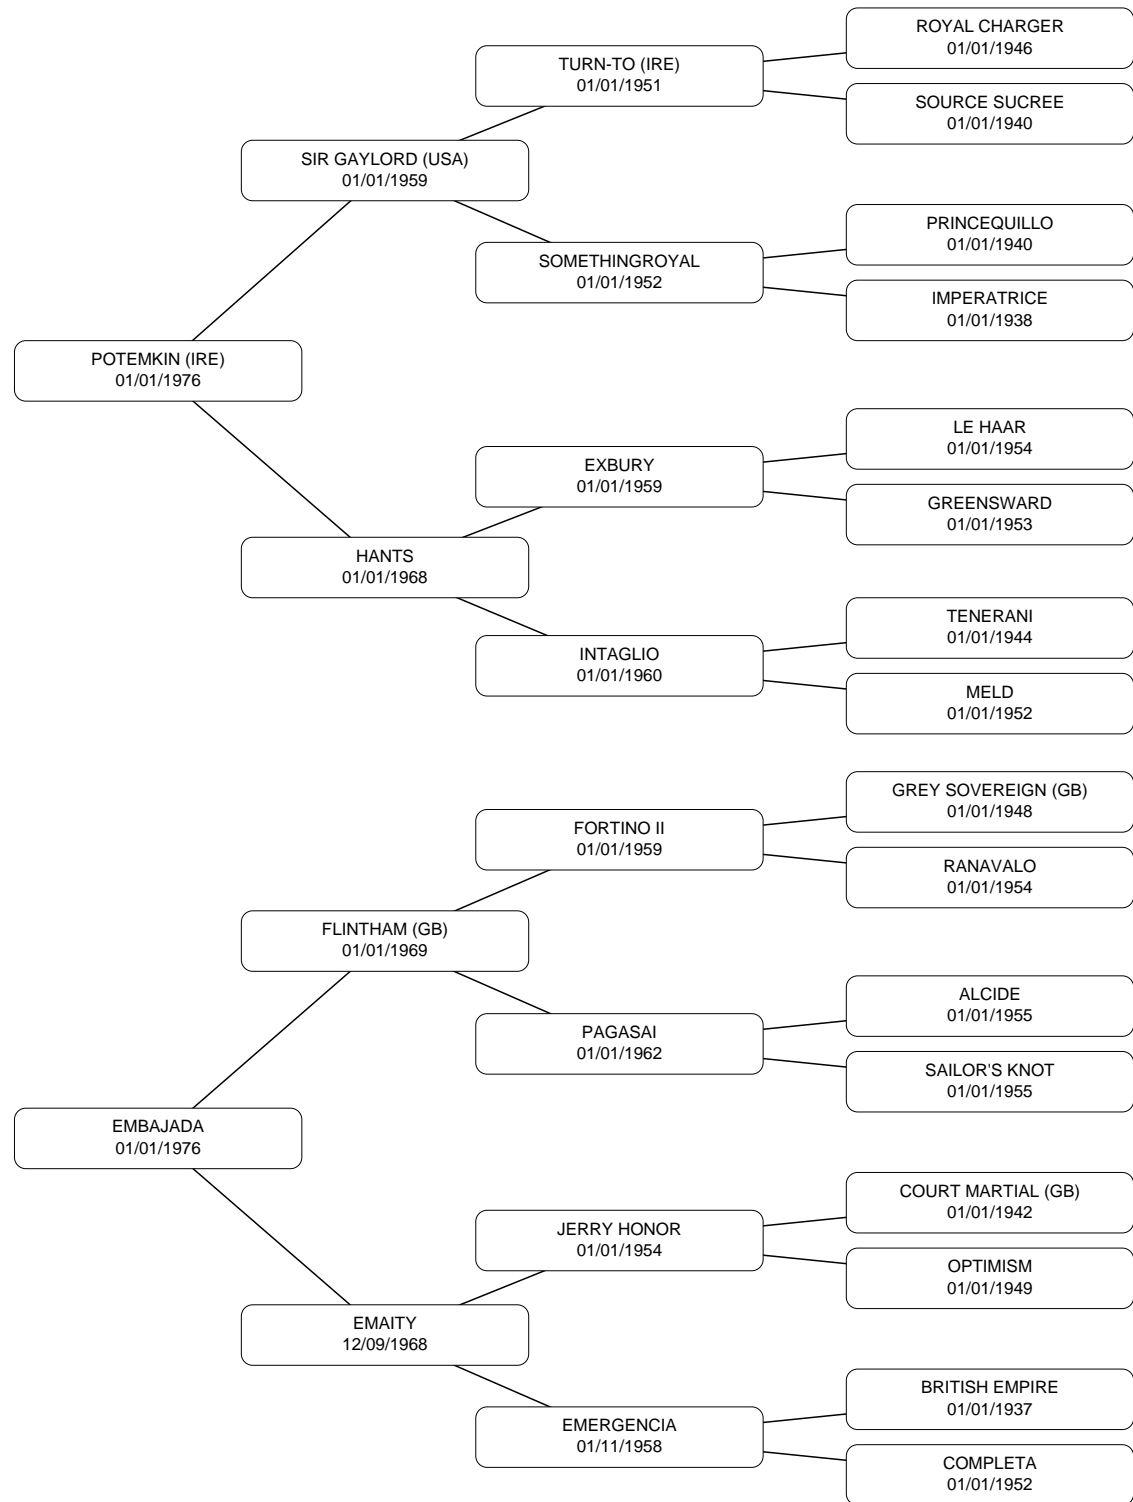 ROYAL CHARGER
01/01/1946
TURN-TO (IRE)
01/01/1951
SOURCE SUCREE
01/01/1940
SIR GAYLORD (USA)
01/01/1959
PRINCEQUILLO
01/01/1940
SOMETHINGROYAL
01/01/1952
IMPERATRICE
01/01/1938
POTEMKIN (IRE)
01/01/1976
LE HAAR
01/01/1954
EXBURY
01/01/1959
GREENSWARD
01/01/1953
HANTS
01/01/1968
TENERANI
01/01/1944
INTAGLIO
01/01/1960
MELD
01/01/1952
GREY SOVEREIGN (GB)
01/01/1948
FORTINO II
01/01/1959
RANAVALO
01/01/1954
FLINTHAM (GB)
01/01/1969
ALCIDE
01/01/1955
PAGASAI
01/01/1962
SAILOR'S KNOT
01/01/1955
EMBAJADA
01/01/1976
COURT MARTIAL (GB)
01/01/1942
JERRY HONOR
01/01/1954
OPTIMISM
01/01/1949
EMAITY
12/09/1968
BRITISH EMPIRE
01/01/1937
EMERGENCIA
01/11/1958
COMPLETA
01/01/1952